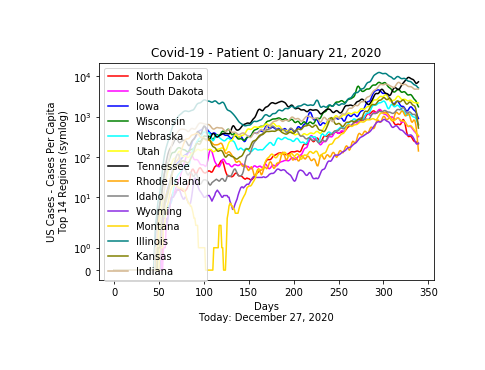 Covid-19 - Patient 0: January 21, 2020
US Cases - Cases Per Capita
Top 14 Regions (symlog)
10⁴
10³
10²
10¹
10⁰
0
North Dakota
South Dakota
Iowa
Wisconsin
Nebraska
Utah
Tennessee
Rhode Island
Idaho
Wyoming
Montana
Illinois
Kansas
Indiana
0 50 100 150 200 250 300 350
Days
Today: December 27, 2020